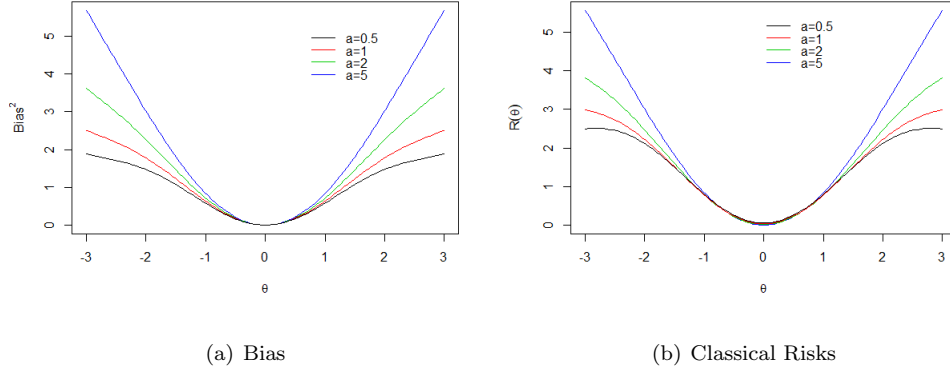 Bias²
5
4
3
2
1
0
a=0.5
a=1
a=2
a=5
-3 -2 -1 0 1 2 3
θ
(a) Bias
R(θ)
5
4
3
2
1
0
a=0.5
a=1
a=2
a=5
-3 -2 -1 0 1 2 3
θ
(b) Classical Risks